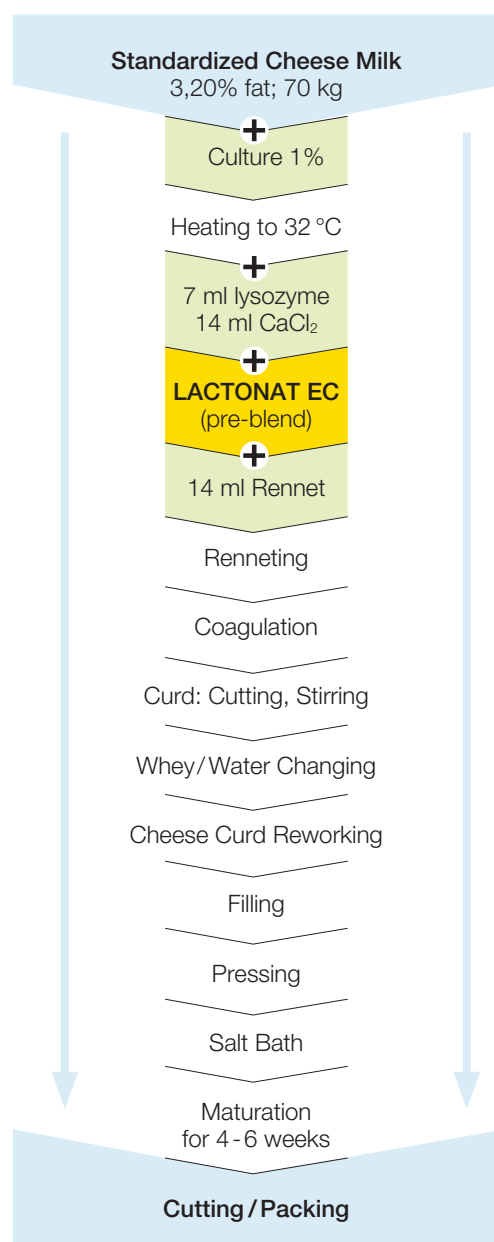 Standardized Cheese Milk
3,20% fat; 70 kg
+
Culture 1%
Heating to 32 °C
+
7 ml lysozyme
14 ml CaCl₂
+
LACTONAT EC
(pre-blend)
+
14 ml Rennet
Renneting
Coagulation
Curd: Cutting, Stirring
Whey/Water Changing
Cheese Curd Reworking
Filling
Pressing
Salt Bath
Maturation
for 4-6 weeks
Cutting/Packing